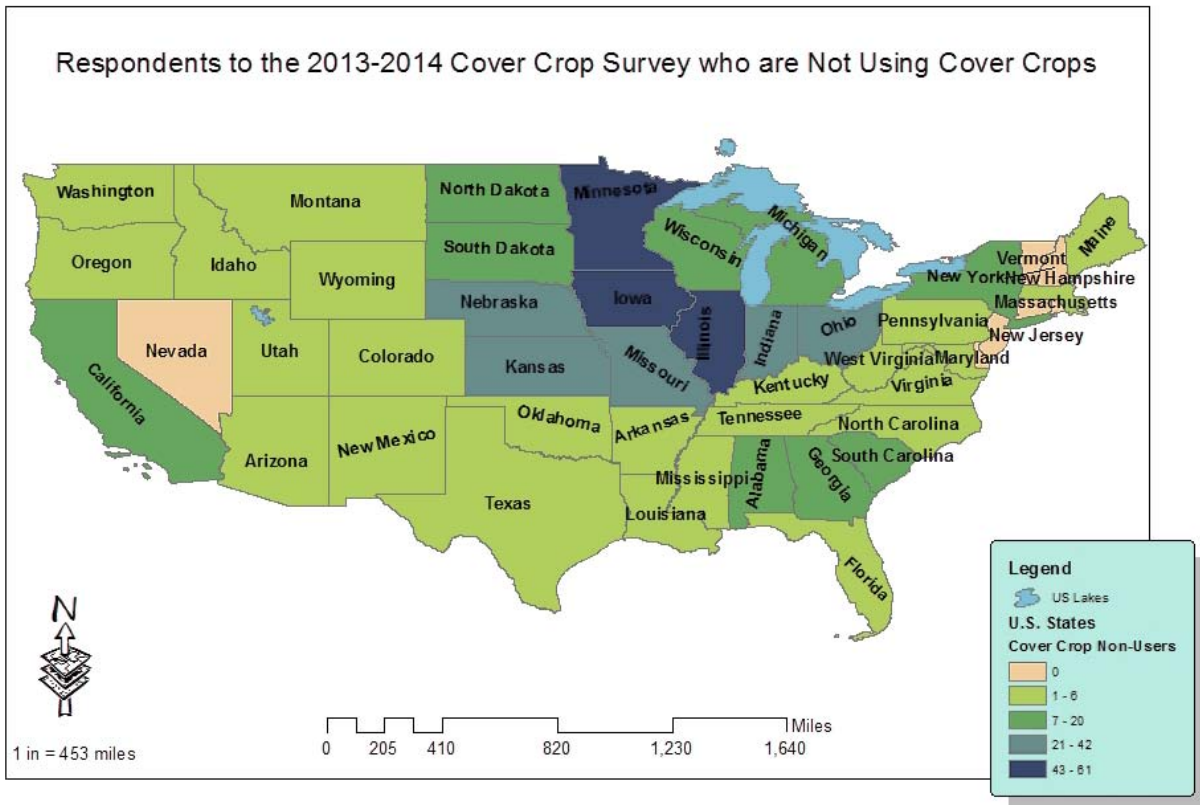 Respondents to the 2013-2014 Cover Crop Survey who are Not Using Cover Crops
Washington
Montana
North Dakota
Minnesota
Michigan
Maine
Oregon
Idaho
South Dakota
Wisconsin
Vermont
Wyoming
New York
New Hampshire
Nebraska
Iowa
Massachusetts
Illinois
Indiana
Ohio
Pennsylvania
New Jersey
Nevada
Utah
Colorado
Kansas
Missouri
West Virginia
Maryland
California
Kentucky
Virginia
Oklahoma
Arkansas
Tennessee
North Carolina
Arizona
New Mexico
South Carolina
Mississippi
Alabama
Georgia
Texas
Louisiana
Florida
Legend
US Lakes
U.S. States
Cover Crop Non-Users
0
1 - 6
7 - 20
21 - 42
43 - 61
N
Miles
0 205 410 820 1,230 1,640
1 in = 453 miles